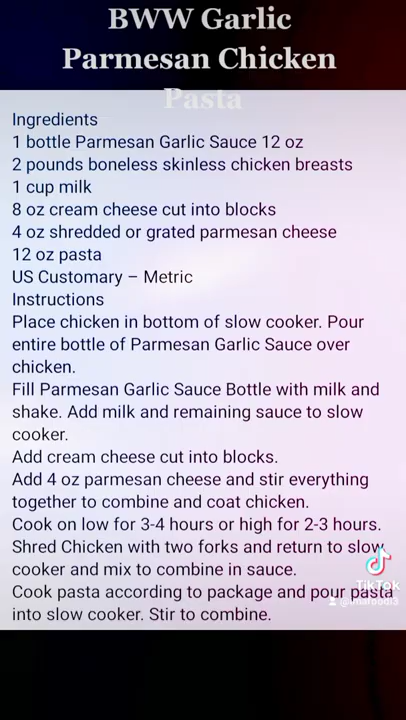 BWW Garlic
Parmesan Chicken
Pasta
Ingredients
1 bottle Parmesan Garlic Sauce 12 oz
2 pounds boneless skinless chicken breasts
1 cup milk
8 oz cream cheese cut into blocks
4 oz shredded or grated parmesan cheese
12 oz pasta
US Customary – Metric
Instructions
Place chicken in bottom of slow cooker. Pour
entire bottle of Parmesan Garlic Sauce over
chicken.
Fill Parmesan Garlic Sauce Bottle with milk and
shake. Add milk and remaining sauce to slow
cooker.
Add cream cheese cut into blocks.
Add 4 oz parmesan cheese and stir everything
together to combine and coat chicken.
Cook on low for 3-4 hours or high for 2-3 hours.
Shred Chicken with two forks and return to slow
cooker and mix to combine in sauce.
Cook pasta according to package and pour pasta
into slow cooker. Stir to combine.
TikTok